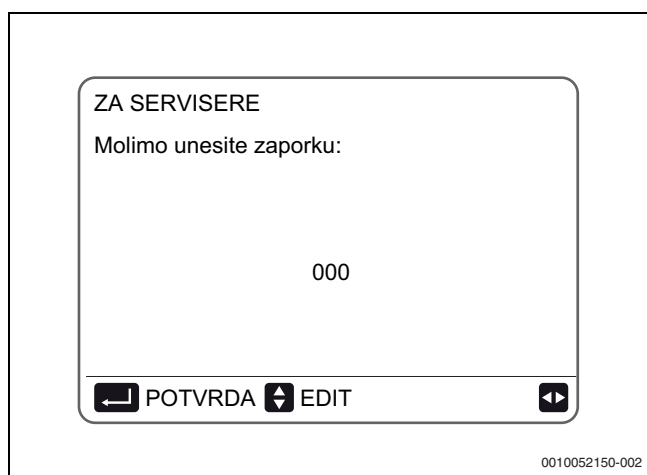 ZA SERVISERE
Molimo unesite zaporku:
000
POTVRDA EDIT
0010052150-002